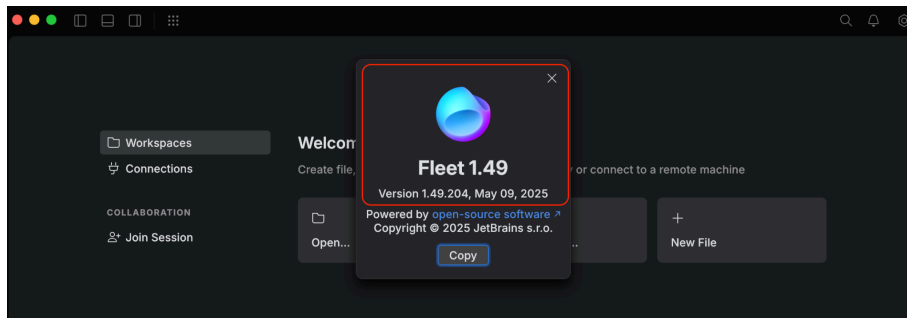 Workspaces
Connections
COLLABORATION
Join Session
Welcom
Create file,
y or connect to a remote machine
Open...
...
New File
Fleet 1.49
Version 1.49.204, May 09, 2025
Powered by open-source software ↗
Copyright © 2025 JetBrains s.r.o.
Copy